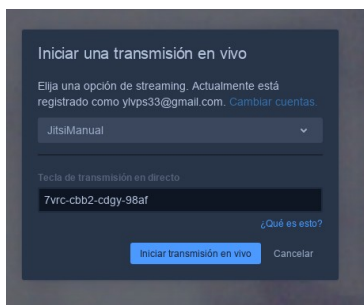 Iniciar una transmisión en vivo
Elija una opción de streaming. Actualmente está
registrado como ylvps33@gmail.com. Cambiar cuentas.
JitsiManual
Tecla de transmisión en directo
7vrc-cbb2-cdgy-98af
¿Qué es esto?
Iniciar transmisión en vivo Cancelar